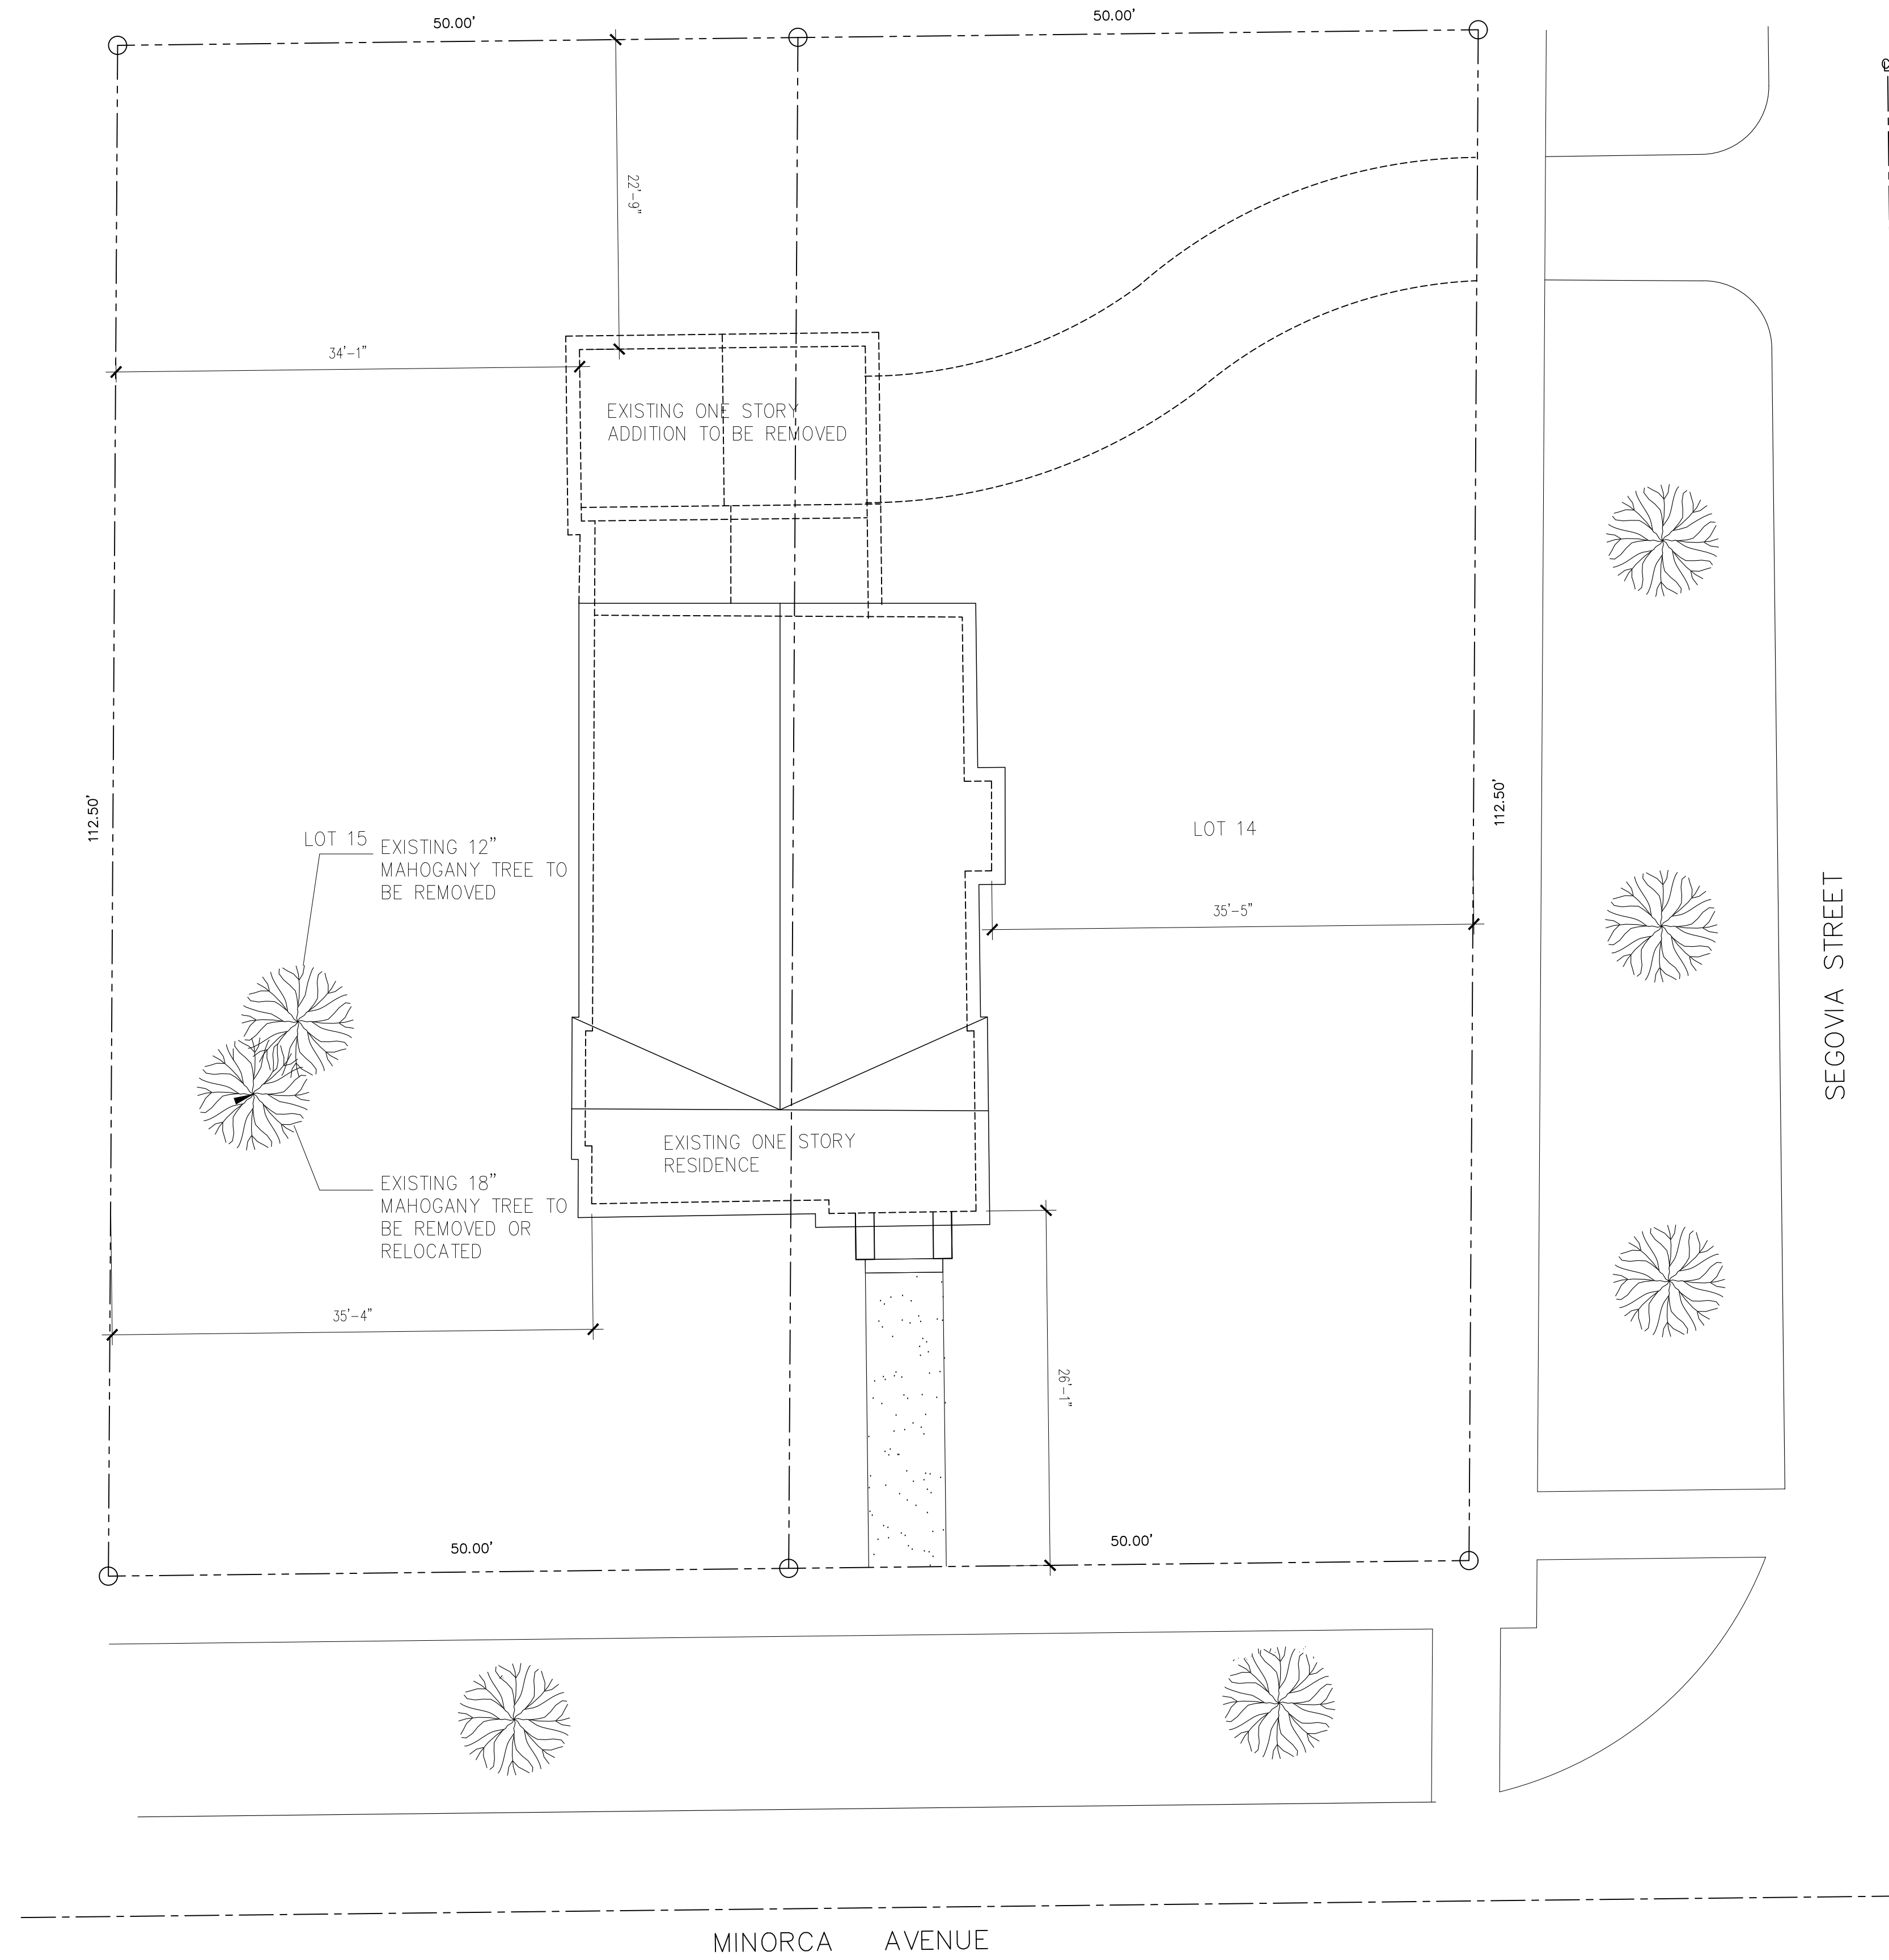 50.00'
50.00'
22'-9"
34'-1"
EXISTING ONE STORY
ADDITION TO BE REMOVED
112.50'
112.50'
LOT 15
EXISTING 12"
MAHOGANY TREE TO
BE REMOVED
LOT 14
35'-5"
SEGOVIA STREET
EXISTING ONE STORY
RESIDENCE
EXISTING 18"
MAHOGANY TREE TO
BE REMOVED OR
RELOCATED
35'-4"
26'-1"
50.00'
50.00'
MINORCA AVENUE